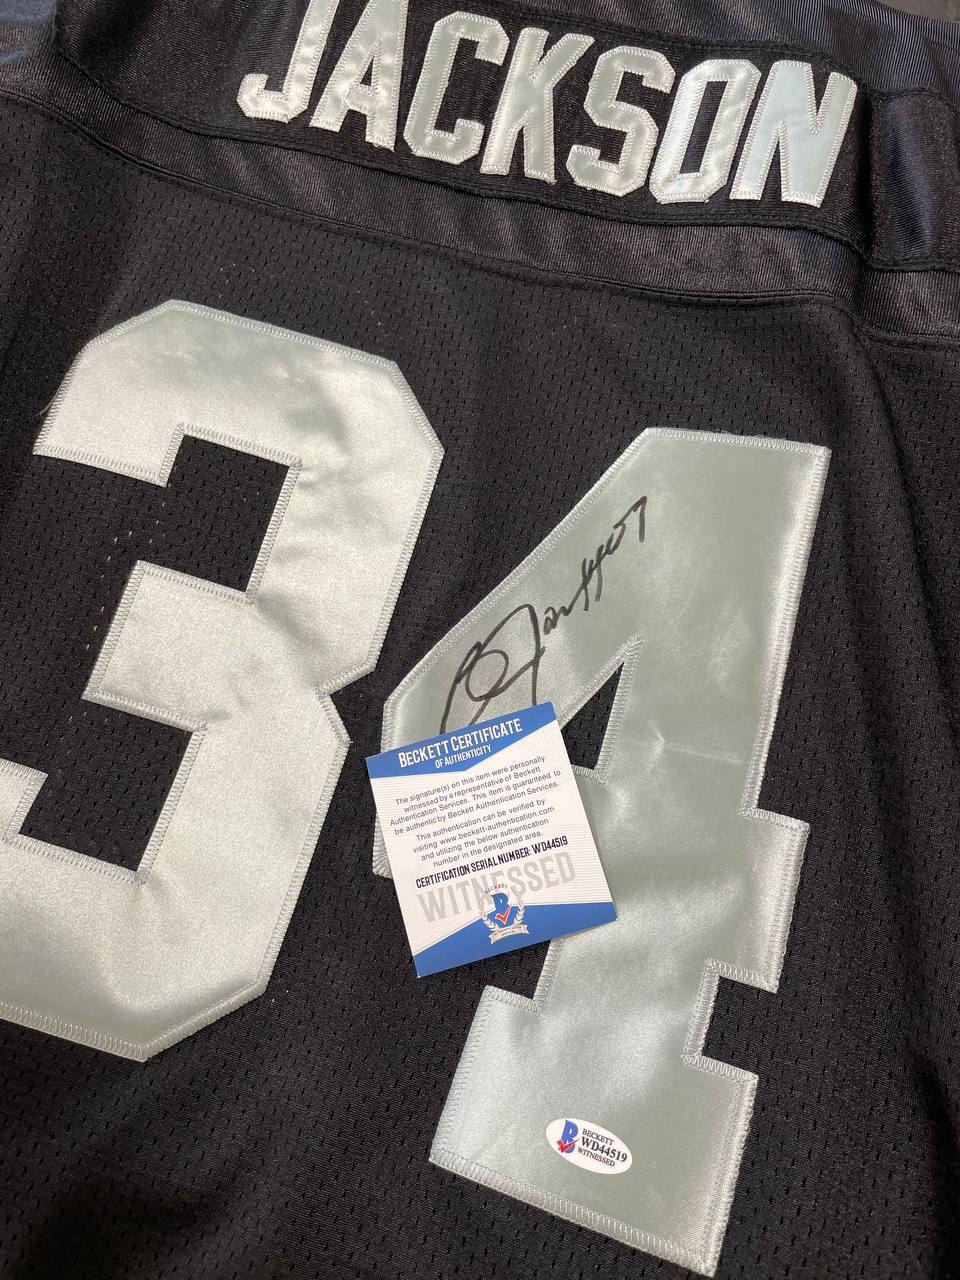 JACKSON
34
BECKETT CERTIFICATE
OF AUTHENTICITY
The signature(s) on this item were personally
witnessed by a representative of Beckett
Authentication Services. This item is guaranteed to
be authentic by Beckett Authentication Services.
This authentication can be verified by
visiting www.beckett-authentication.com
and utilizing the below authentication
number in the designated area.
CERTIFICATION SERIAL NUMBER: WD44519
WITNESSED
BECKETT
B
BECKETT
WD44519
WITNESSED